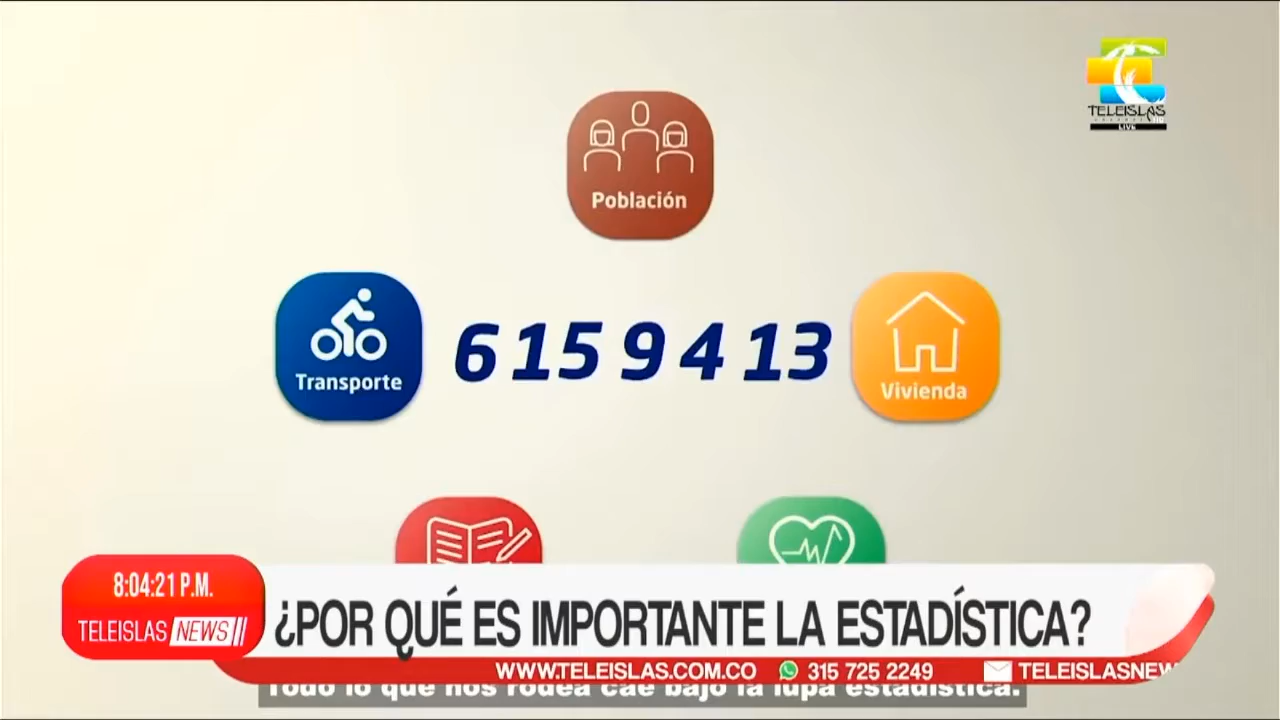 TELEISLAS
LIVE
Población
Transporte
6 15 9 4 13
Vivienda
8:04:21 P.M.
TELEISLAS NEWS
¿POR QUÉ ES IMPORTANTE LA ESTADÍSTICA?
WWW.TELEISLAS.COM.CO 315 725 2249 TELEISLASNEW
Todo lo que nos rodea cae bajo la lupa estadística.